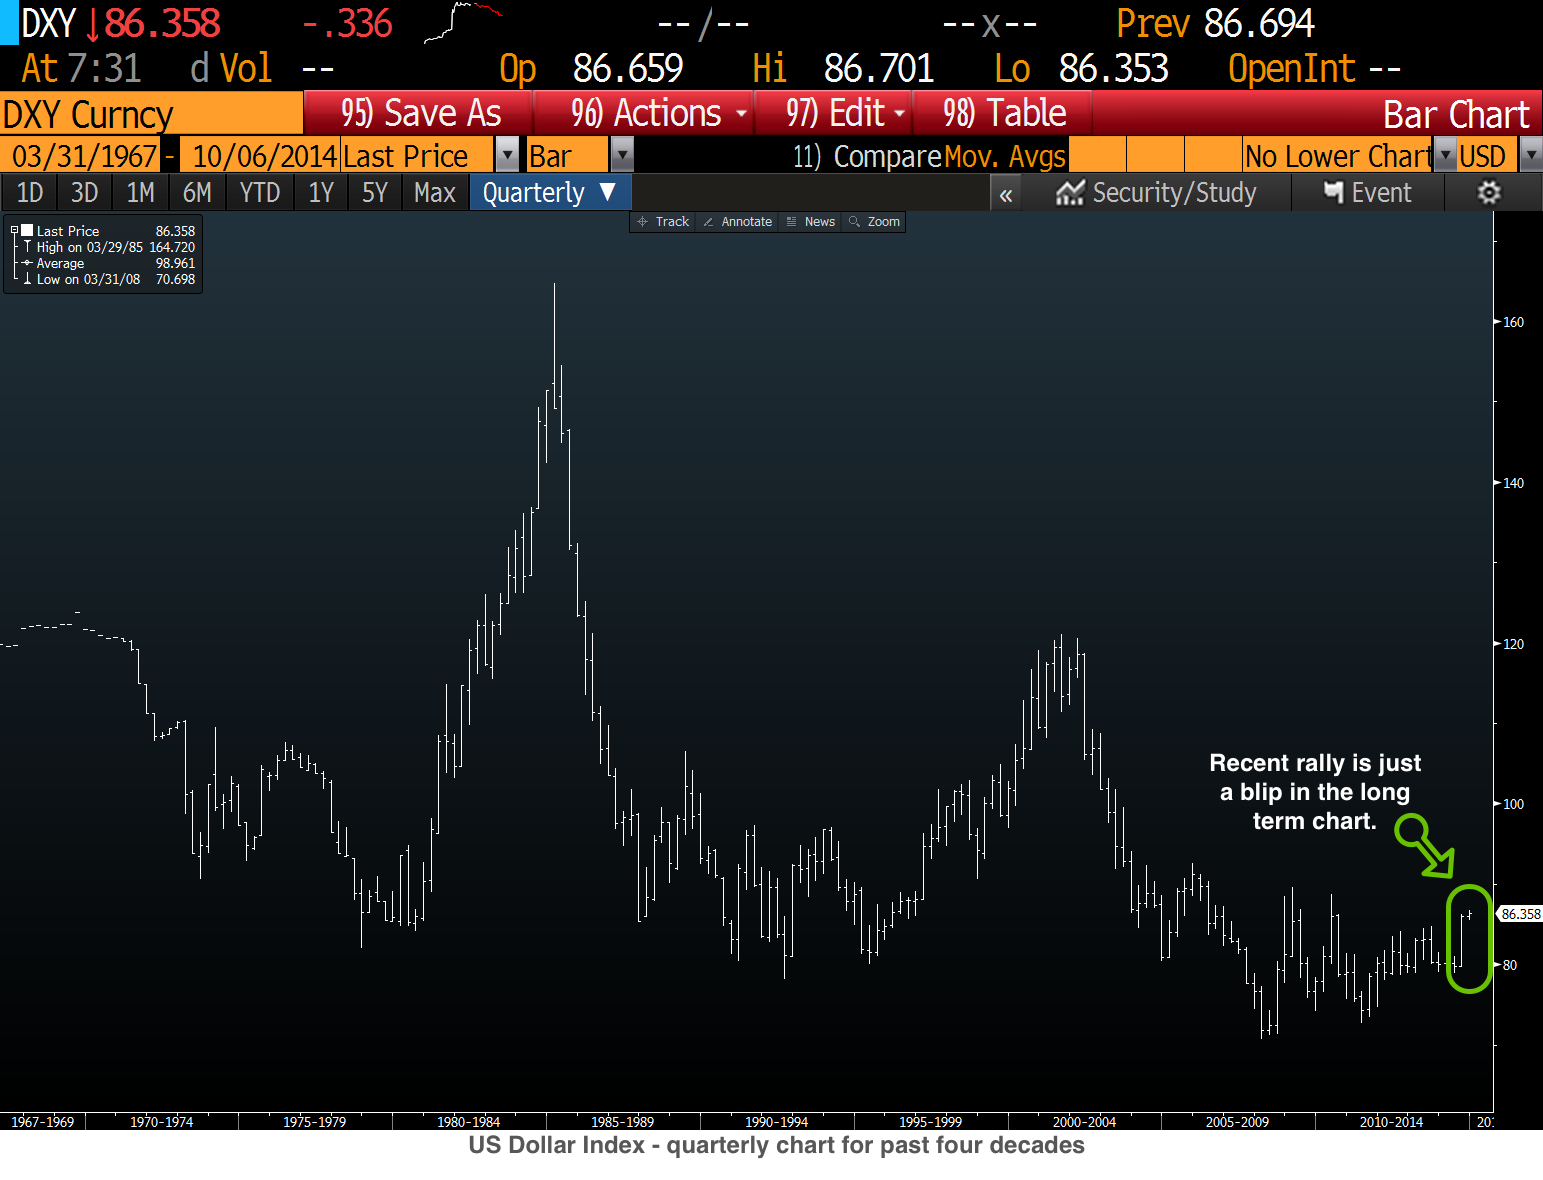 DXY ↓86.358 -.336 --/-- --x-- Prev 86.694
At 7:31 d Vol -- Op 86.659 Hi 86.701 Lo 86.353 OpenInt --
DXY Curncy 95) Save As 96) Actions 97) Edit 98) Table Bar Chart
03/31/1967 - 10/06/2014 Last Price Bar 11) Compare Mov. Avgs No Lower Chart USD
1D 3D 1M 6M YTD 1Y 5Y Max Quarterly ▼ « Security/Study Event
Track Annotate News Zoom
Last Price 86.358
High on 03/29/85 164.720
Average 98.961
Low on 03/31/08 70.698
160
140
120
Recent rally is just
a blip in the long
term chart.
100
86.358
80
1967-1969 1970-1974 1975-1979 1980-1984 1985-1989 1990-1994 1995-1999 2000-2004 2005-2009 2010-2014 201
US Dollar Index - quarterly chart for past four decades